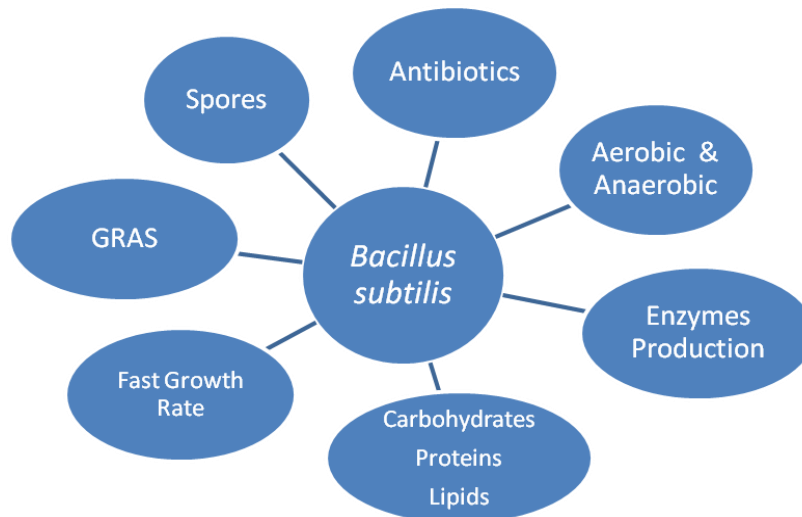 Antibiotics
Spores
Aerobic &
Anaerobic
GRAS
Bacillus
subtilis
Enzymes
Production
Fast Growth
Rate
Carbohydrates
Proteins
Lipids